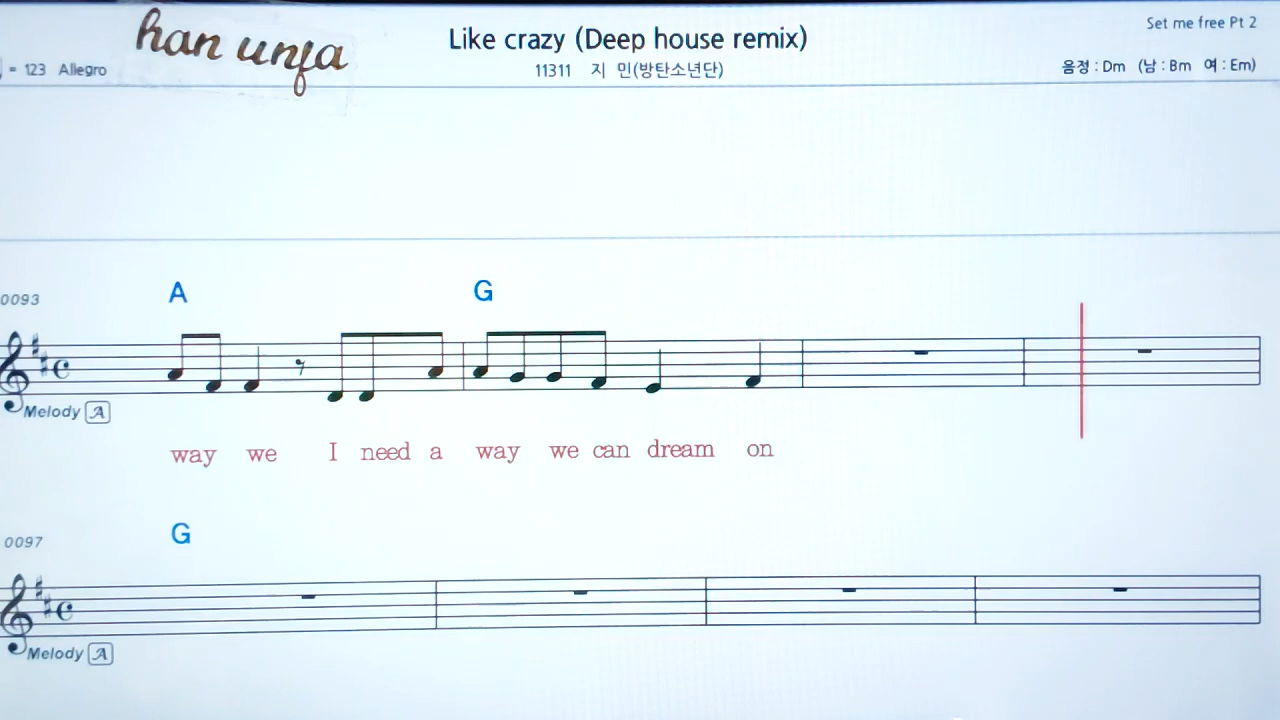 han unja
Like crazy (Deep house remix)
Set me free Pt 2
= 123 Allegro
11311 지 민(방탄소년단)
음정 : Dm (남 : Bm 여 : Em)
A G
0093
Melody A
way we I need a way we can dream on
G
0097
Melody A